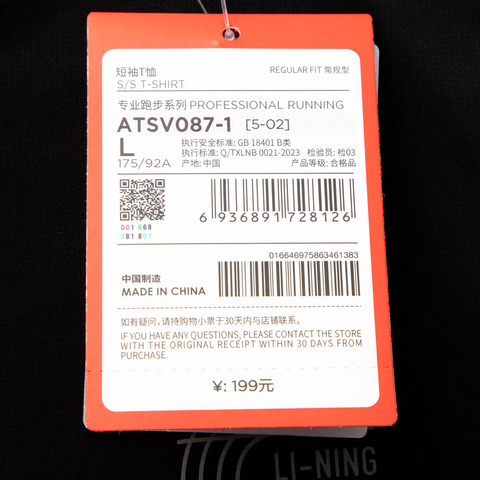 短袖T恤
REGULAR FIT 常规型
S/S T-SHIRT
专业跑步系列 PROFESSIONAL RUNNING
ATSV087-1 [5-02]
L
执行安全标准: GB 18401 B类
执行标准: Q/TXLNB 0021-2023 检验员: 检03
175/92A
产地: 中国 产品等级: 合格品
001 668
281 807
6 936891 728126
016646975863461383
中国制造
MADE IN CHINA
如有疑问,请持购物小票于30天内与店铺联系。
IF YOU HAVE ANY QUESTIONS, PLEASE CONTACT THE STORE
WITH THE ORIGINAL RECEIPT WITHIN 30 DAYS FROM
PURCHASE.
¥: 199元
LI-NING